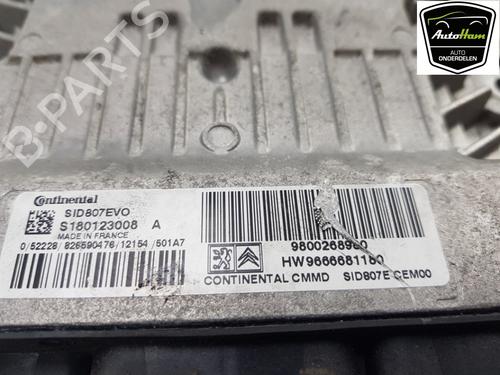 AutoHam
AUTO
ONDERDELEN
B-PARTS
Continental
SID807EVO
S180123008 A
MADE IN FRANCE
0/52228/826590476/12154/501A7
HW9666681180
CONTINENTAL CMMD SID807E CEM00